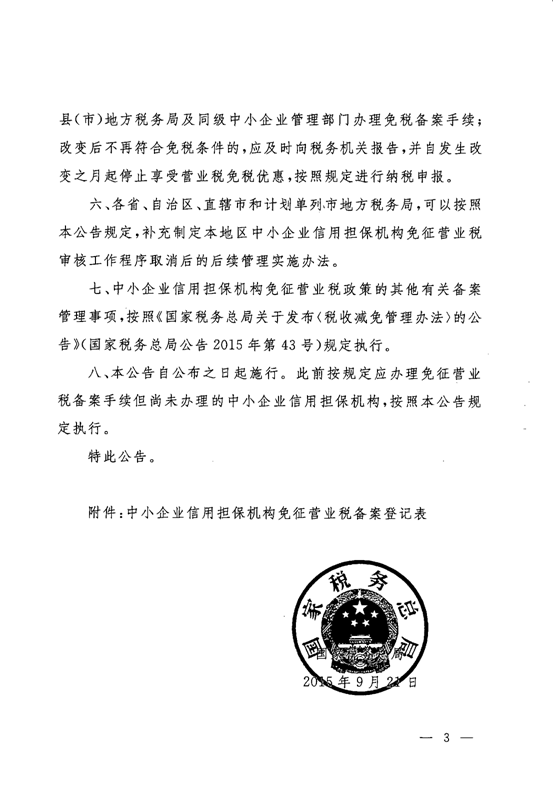 县(市)地方税务局及同级中小企业管理部门办理免税备案手续;
改变后不再符合免税条件的,应及时向税务机关报告,并自发生改
变之月起停止享受营业税免税优惠,按照规定进行纳税申报。
六、各省、自治区、直辖市和计划单列市地方税务局,可以按照
本公告规定,补充制定本地区中小企业信用担保机构免征营业税
审核工作程序取消后的后续管理实施办法。
七、中小企业信用担保机构免征营业税政策的其他有关备案
管理事项,按照《国家税务总局关于发布〈税收减免管理办法〉的公
告》(国家税务总局公告2015年第43号)规定执行。
八、本公告自公布之日起施行。此前按规定应办理免征营业
税备案手续但尚未办理的中小企业信用担保机构,按照本公告规
定执行。
特此公告。
附件:中小企业信用担保机构免征营业税备案登记表
国家税务总局
2015年9月21日
— 3 —